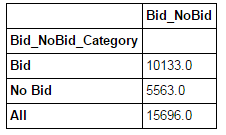 Bid_NoBid
Bid_NoBid_Category
Bid 10133.0
No Bid 5563.0
All 15696.0